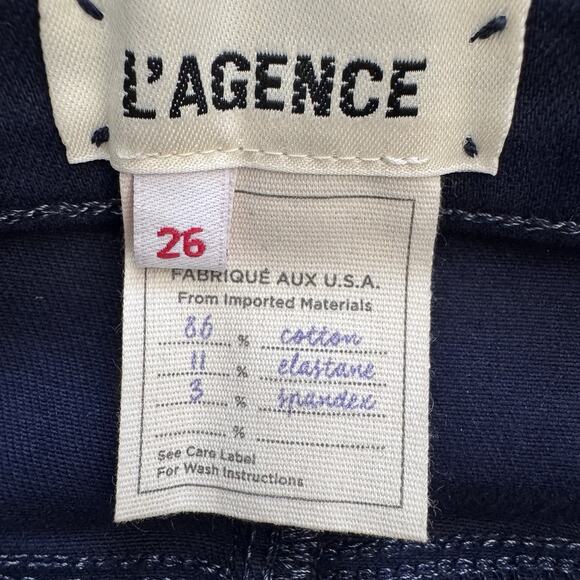 L'AGENCE
26
FABRIQUÉ AUX U.S.A.
From Imported Materials
86 % cotton
11 % elastane
3 % spandex
%
See Care Label
For Wash Instructions